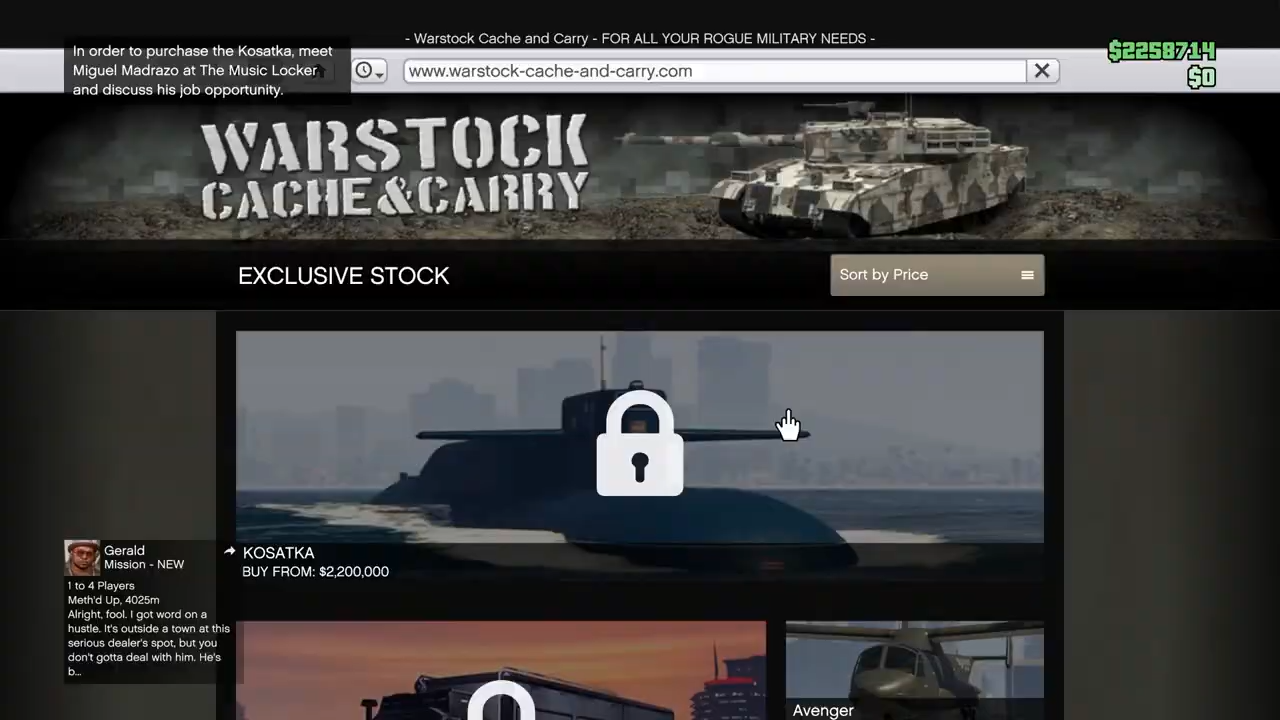 - Warstock Cache and Carry - FOR ALL YOUR ROGUE MILITARY NEEDS -
In order to purchase the Kosatka, meet
Miguel Madrazo at The Music Locker
and discuss his job opportunity.
www.warstock-cache-and-carry.com
$2258714
$0
WARSTOCK
CACHE&CARRY
EXCLUSIVE STOCK
Sort by Price
KOSATKA
BUY FROM: $2,200,000
Gerald
Mission - NEW
1 to 4 Players
Meth'd Up, 4025m
Alright, fool. I got word on a
hustle. It's outside a town at this
serious dealer's spot, but you
don't gotta deal with him. He's
b...
Avenger